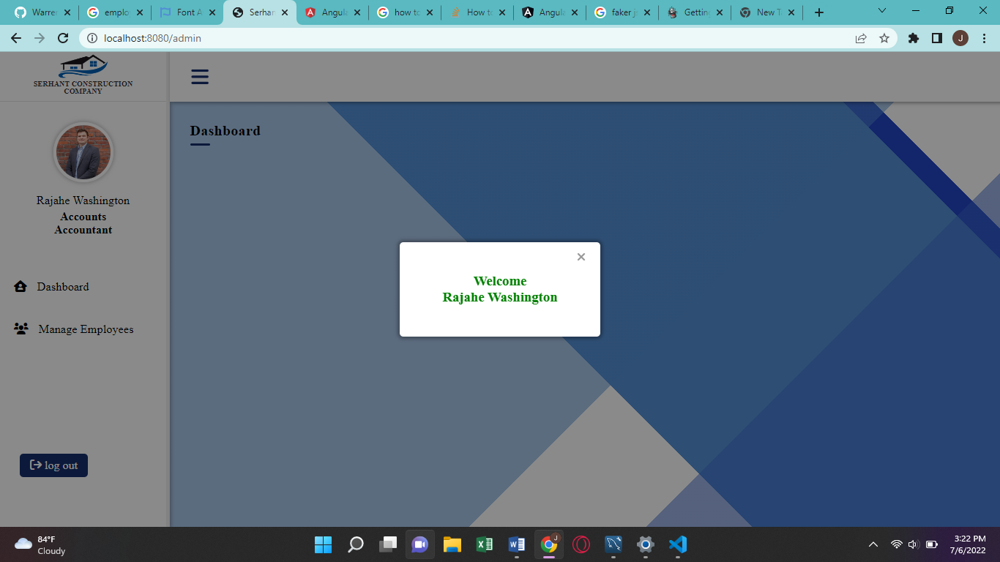 Warre
emplo
Font A
Serhar
Angula
how to
How to
Angula
faker js
Getting
New T
localhost:8080/admin
J
SERHANT CONSTRUCTION
COMPANY
Dashboard
Rajahe Washington
Accounts
Accountant
Welcome
Rajahe Washington
Dashboard
Manage Employees
log out
84°F
Cloudy
J
3:22 PM
7/6/2022